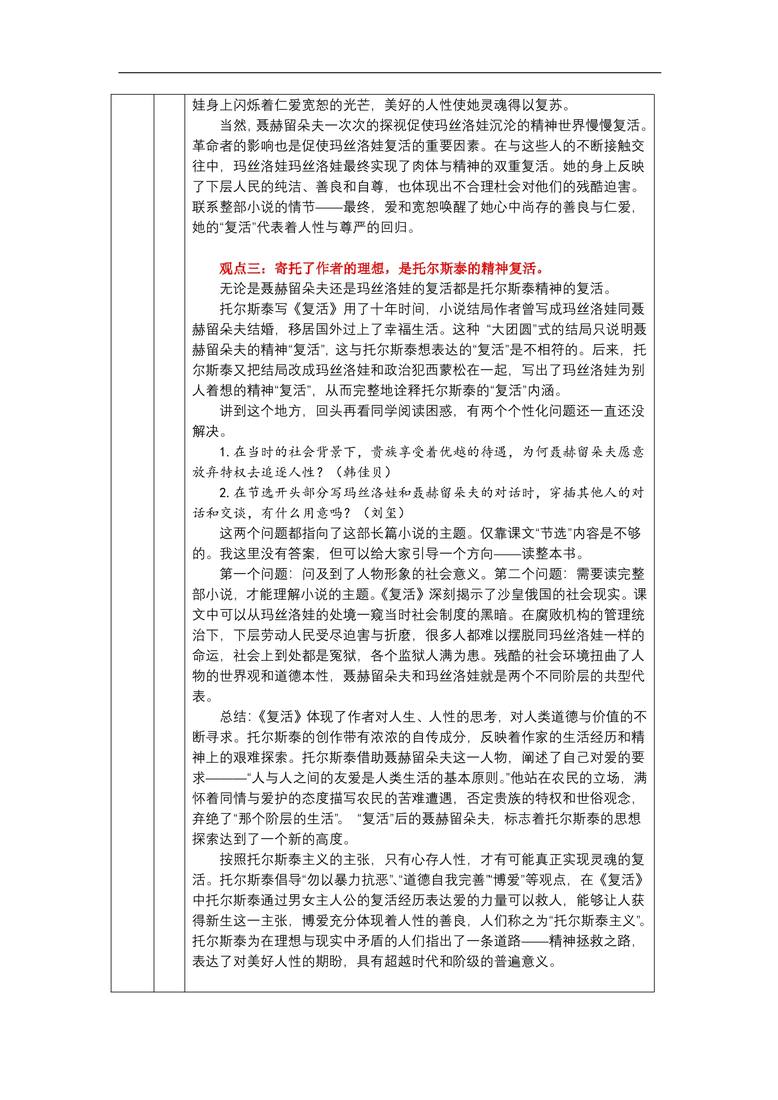 娃身上闪烁着仁爱宽恕的光芒，美好的人性使她灵魂得以复苏。
当然，聂赫留朵夫一次次的探视促使玛丝洛娃沉沦的精神世界慢慢复活。
革命者的影响也是促使玛丝洛娃复活的重要因素。在与这些人的不断接触交
往中，玛丝洛娃玛丝洛娃最终实现了肉体与精神的双重复活。她的身上反映
了下层人民的纯洁、善良和自尊，也体现出不合理杜会对他们的残酷迫害。
联系整部小说的情节——最终，爱和宽恕唤醒了她心中尚存的善良与仁爱，
她的“复活”代表着人性与尊严的回归。
观点三：寄托了作者的理想，是托尔斯泰的精神复活。
无论是聂赫留朵夫还是玛丝洛娃的复活都是托尔斯泰精神的复活。
托尔斯泰写《复活》用了十年时间，小说结局作者曾写成玛丝洛娃同聂
赫留朵夫结婚，移居国外过上了幸福生活。这种 “大团圆”式的结局只说明聂
赫留朵夫的精神“复活”，这与托尔斯泰想表达的“复活”是不相符的。后来，托
尔斯泰又把结局改成玛丝洛娃和政治犯西蒙松在一起，写出了玛丝洛娃为别
人着想的精神“复活”，从而完整地诠释托尔斯泰的“复活”内涵。
讲到这个地方，回头再看同学阅读困惑，有两个个性化问题还一直还没
解决。
1.在当时的社会背景下，贵族享受着优越的待遇，为何聂赫留朵夫愿意
放弃特权去追逐人性？（韩佳贝）
2.在节选开头部分写玛丝洛娃和聂赫留朵夫的对话时，穿插其他人的对
话和交谈，有什么用意吗？（刘玺）
这两个问题都指向了这部长篇小说的主题。仅靠课文“节选”内容是不够
的。我这里没有答案，但可以给大家引导一个方向——读整本书。
第一个问题：问及到了人物形象的社会意义。第二个问题：需要读完整
部小说，才能理解小说的主题。《复活》深刻揭示了沙皇俄国的社会现实。课
文中可以从玛丝洛娃的处境一窥当时社会制度的黑暗。在腐败机构的管理统
治下，下层劳动人民受尽迫害与折磨，很多人都难以摆脱同玛丝洛娃一样的
命运，社会上到处都是冤狱，各个监狱人满为患。残酷的社会环境扭曲了人
物的世界观和道德本性，聂赫留朵夫和玛丝洛娃就是两个不同阶层的共型代
表。
总结：《复活》体现了作者对人生、人性的思考，对人类道德与价值的不
断寻求。托尔斯泰的创作带有浓浓的自传成分，反映着作家的生活经历和精
神上的艰难探索。托尔斯泰借助聂赫留朵夫这一人物，阐述了自己对爱的要
求———“人与人之间的友爱是人类生活的基本原则。”他站在农民的立场，满
怀着同情与爱护的态度描写农民的苦难遭遇，否定贵族的特权和世俗观念，
弃绝了“那个阶层的生活”。 “复活”后的聂赫留朵夫，标志着托尔斯泰的思想
探索达到了一个新的高度。
按照托尔斯泰主义的主张，只有心存人性，才有可能真正实现灵魂的复
活。托尔斯泰倡导“勿以暴力抗恶”、“道德自我完善”“博爱”等观点，在《复活》
中托尔斯泰通过男女主人公的复活经历表达爱的力量可以救人，能够让人获
得新生这一主张，博爱充分体现着人性的善良，人们称之为“托尔斯泰主义”。
托尔斯泰为在理想与现实中矛盾的人们指出了一条道路——精神拯救之路，
表达了对美好人性的期盼，具有超越时代和阶级的普遍意义。